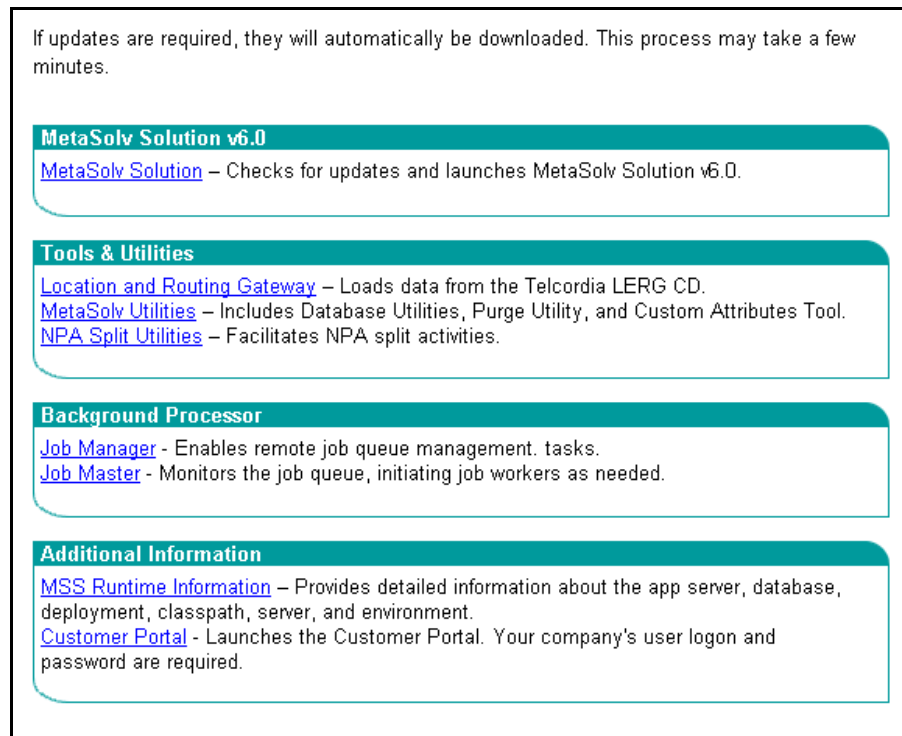 If updates are required, they will automatically be downloaded. This process may take a few
minutes.
MetaSolv Solution v6.0
MetaSolv Solution – Checks for updates and launches MetaSolv Solution v6.0.
Tools & Utilities
Location and Routing Gateway – Loads data from the Telcordia LERG CD.
MetaSolv Utilities – Includes Database Utilities, Purge Utility, and Custom Attributes Tool.
NPA Split Utilities – Facilitates NPA split activities.
Background Processor
Job Manager - Enables remote job queue management. tasks.
Job Master - Monitors the job queue, initiating job workers as needed.
Additional Information
MSS Runtime Information – Provides detailed information about the app server, database,
deployment, classpath, server, and environment.
Customer Portal - Launches the Customer Portal. Your company's user logon and
password are required.